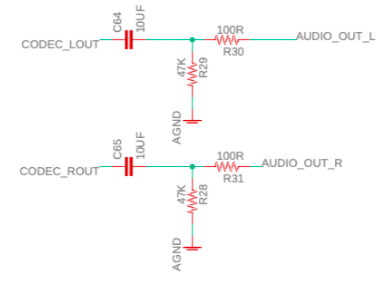 C64
10UF
CODEC_LOUT
100R
R30
AUDIO_OUT_L
47K
R29
AGND
C65
10UF
CODEC_ROUT
100R
R31
AUDIO_OUT_R
47K
R28
AGND